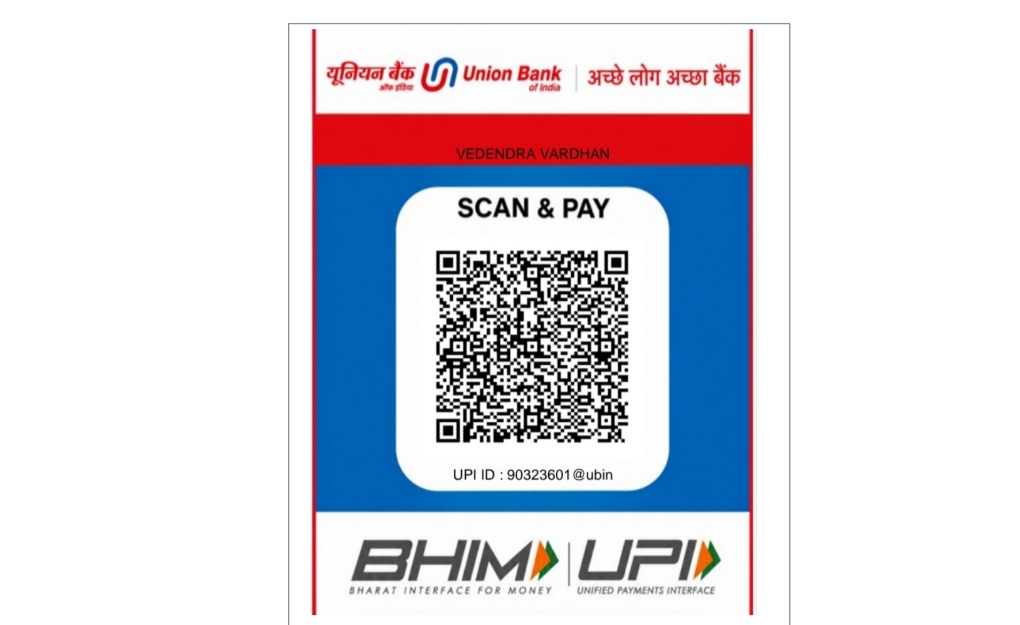 यूनियन बैंक Union Bank अच्छे लोग अच्छा बैंक
ऑफ इंडिया of India
VEDENDRA VARDHAN
SCAN & PAY
UPI ID : 90323601@ubin
BHIM UPI
BHARAT INTERFACE FOR MONEY UNIFIED PAYMENTS INTERFACE